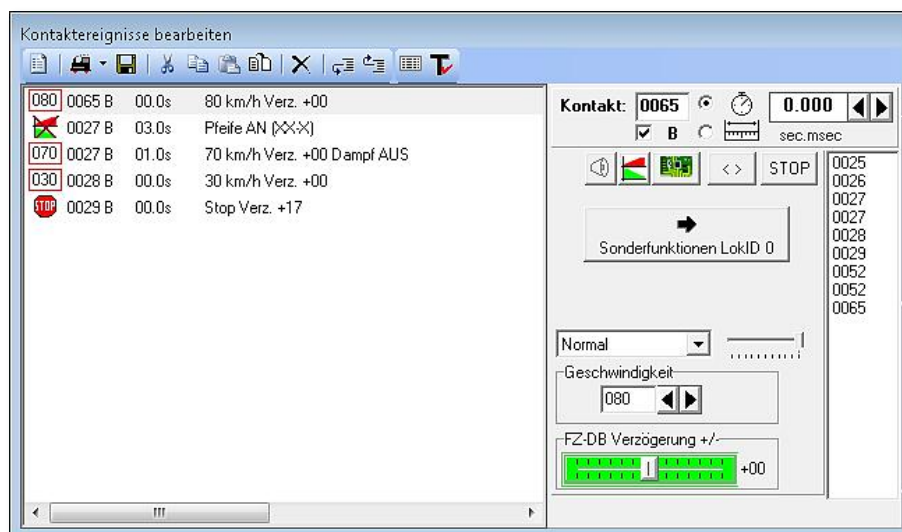 Kontaktereignisse bearbeiten
080 0065 B 00.0s 80 km/h Verz. +00
0027 B 03.0s Pfeife AN (XX-X)
070 0027 B 01.0s 70 km/h Verz. +00 Dampf AUS
030 0028 B 00.0s 30 km/h Verz. +00
STOP 0029 B 00.0s Stop Verz. +17
Kontakt: 0065 0.000
B sec.msec
< > STOP
Sonderfunktionen LokID 0
Normal
Geschwindigkeit
080
FZ-DB Verzögerung +/-
+00
0025
0026
0027
0027
0028
0029
0052
0052
0065